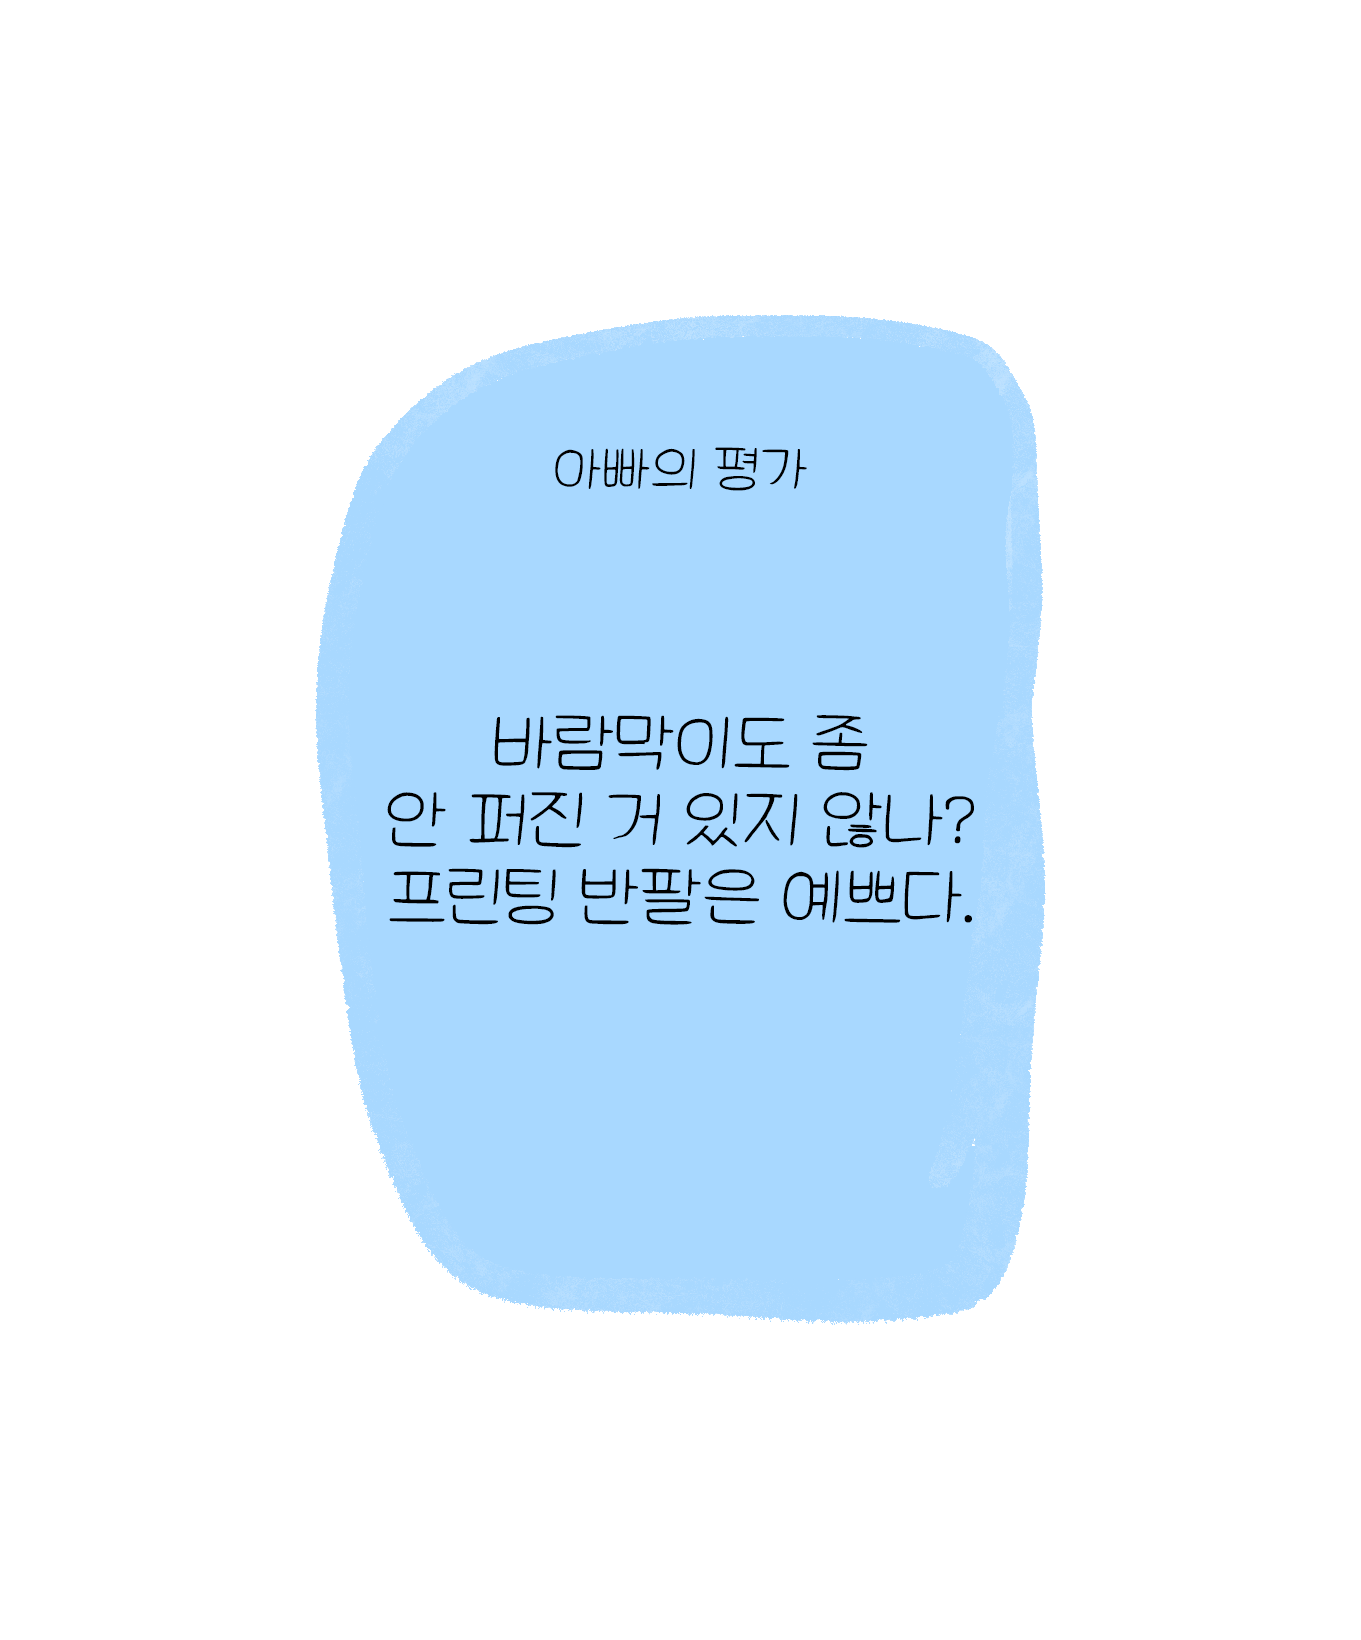 아빠의 평가
바람막이도 좀
안 퍼진 거 있지 않나?
프린팅 반팔은 예쁘다.